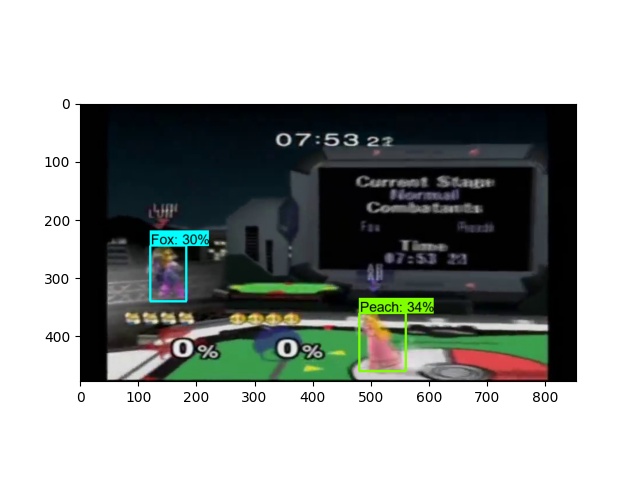 0
100
200
300
400
0 100 200 300 400 500 600 700 800
07:53 22
Current Stage
Normal
Combatants
Fox Peach
Time
07:53 23
Fox: 30%
Peach: 34%
0% 0%